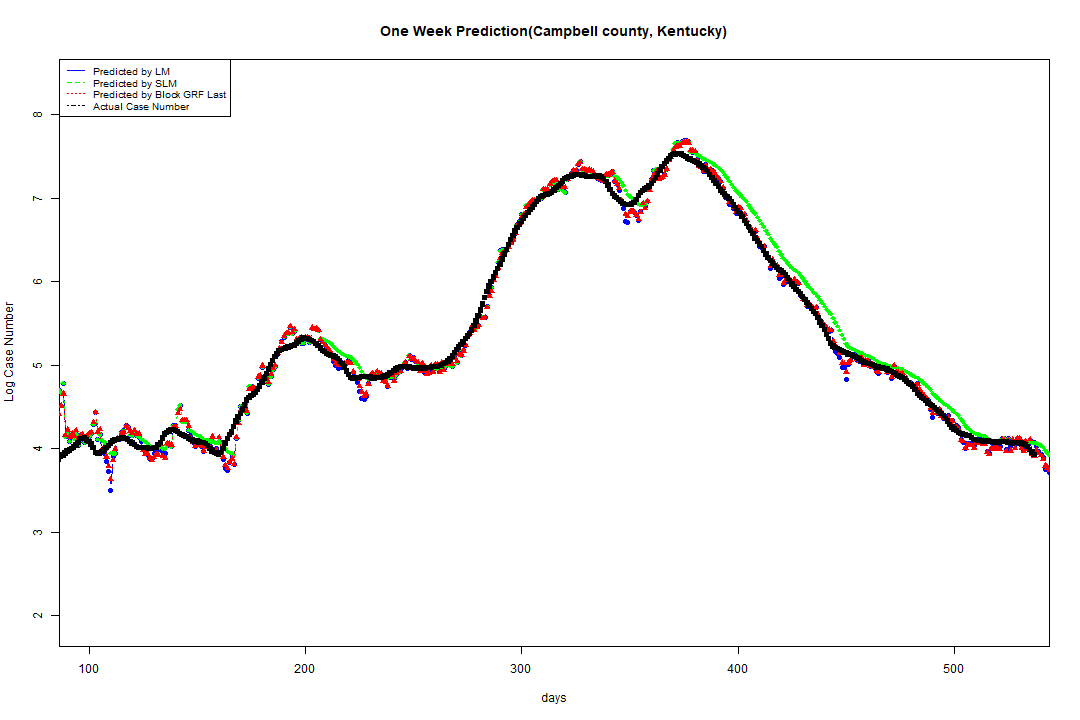 One Week Prediction(Campbell county, Kentucky)
Predicted by LM
Predicted by SLM
Predicted by Block GRF Last
Actual Case Number
8
7
6
5
4
3
2
Log Case Number
100 200 300 400 500
days